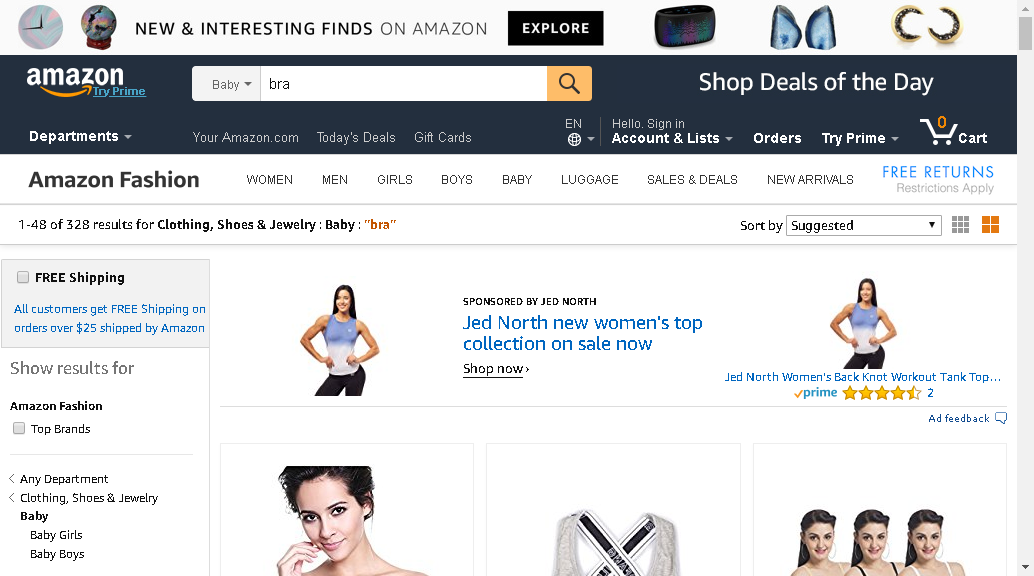 NEW & INTERESTING FINDS ON AMAZON
EXPLORE
amazon
Try Prime
Baby
bra
Shop Deals of the Day
Departments
Your Amazon.com
Today's Deals
Gift Cards
EN
Hello. Sign in
Account & Lists
Orders
Try Prime
0
Cart
Amazon Fashion
WOMEN
MEN
GIRLS
BOYS
BABY
LUGGAGE
SALES & DEALS
NEW ARRIVALS
FREE RETURNS
Restrictions Apply
1-48 of 328 results for Clothing, Shoes & Jewelry : Baby : "bra"
Sort by
Suggested
FREE Shipping
All customers get FREE Shipping on
orders over $25 shipped by Amazon
Show results for
Amazon Fashion
Top Brands
Any Department
Clothing, Shoes & Jewelry
Baby
Baby Girls
Baby Boys
SPONSORED BY JED NORTH
Jed North new women's top
collection on sale now
Shop now ›
Jed North Women's Back Knot Workout Tank Top...
prime
2
Ad feedback